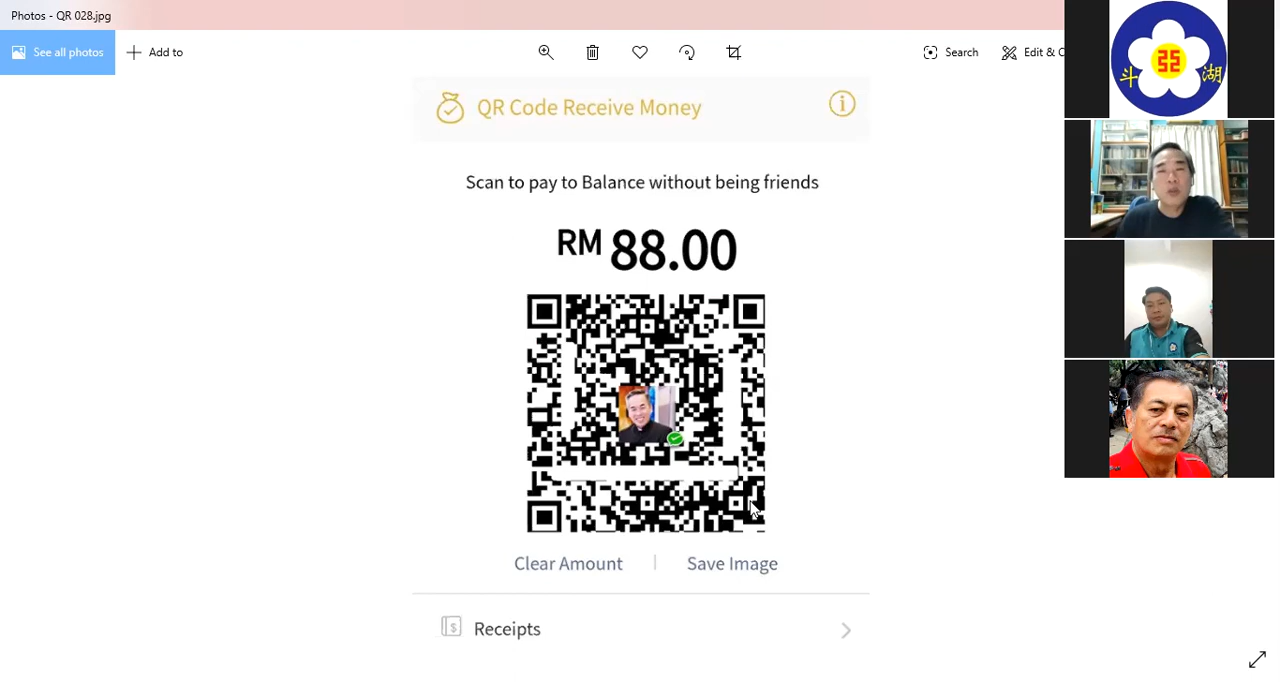 Photos - QR 028.jpg
See all photos
Add to
Search
Edit & C
QR Code Receive Money
Scan to pay to Balance without being friends
RM 88.00
Clear Amount
Save Image
Receipts
斗
湖